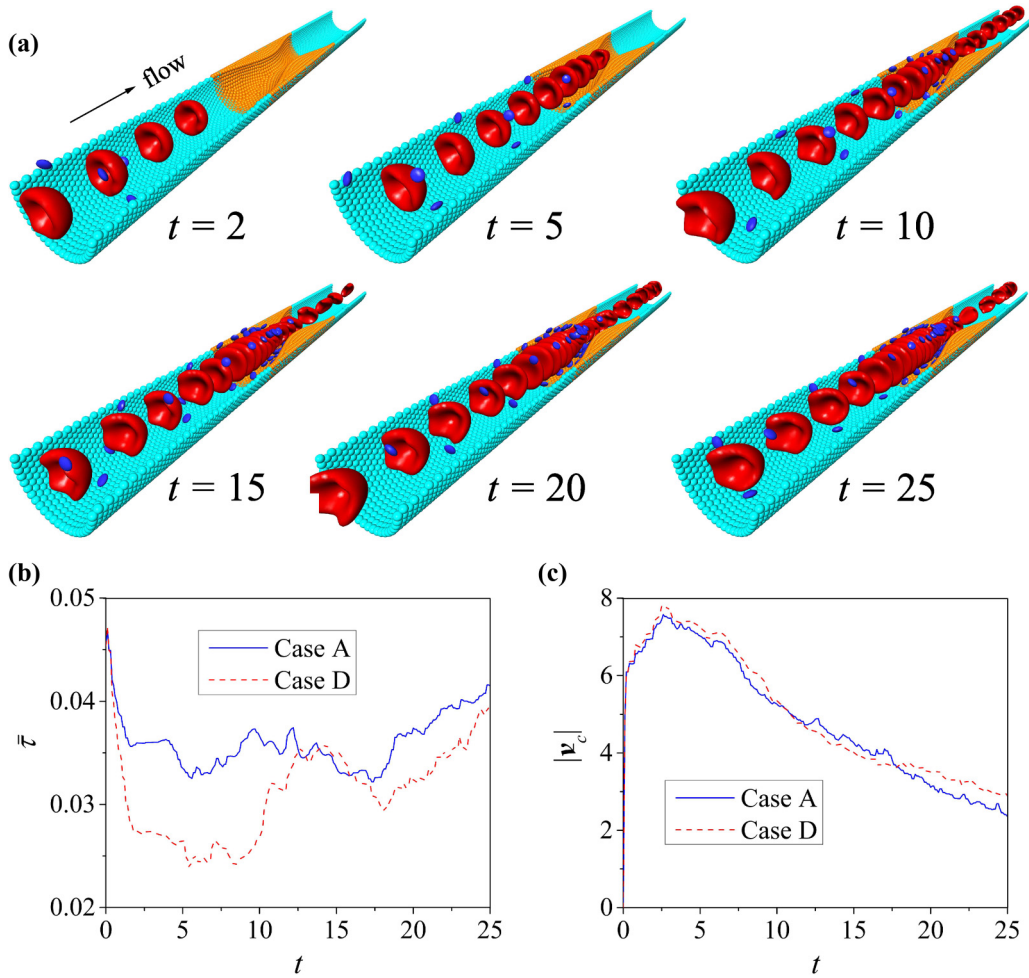 (a)
flow
t = 2
t = 5
t = 10
t = 15
t = 20
t = 25
(b)
(c)
0.05
0.04
0.03
0.02
τ̄
Case A
Case D
0 5 10 15 20 25
t
8
6
4
2
0
|v_c|
Case A
Case D
0 5 10 15 20 25
t